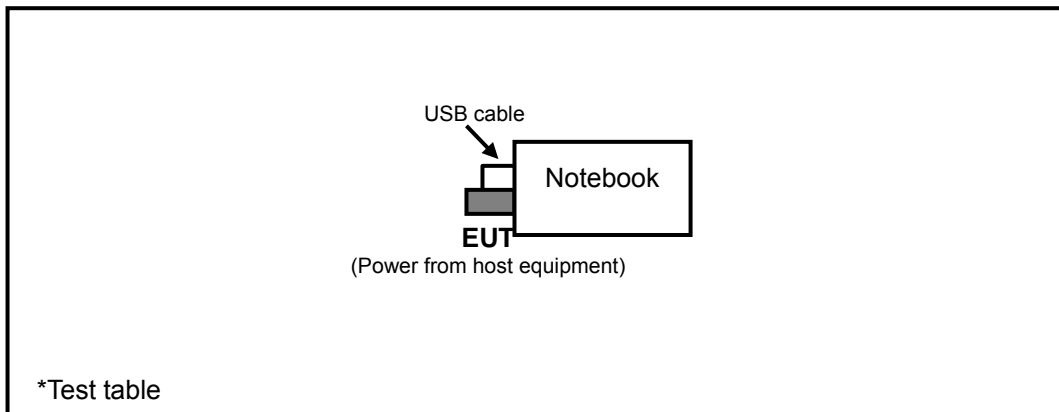 USB cable
Notebook
EUT
(Power from host equipment)
*Test table